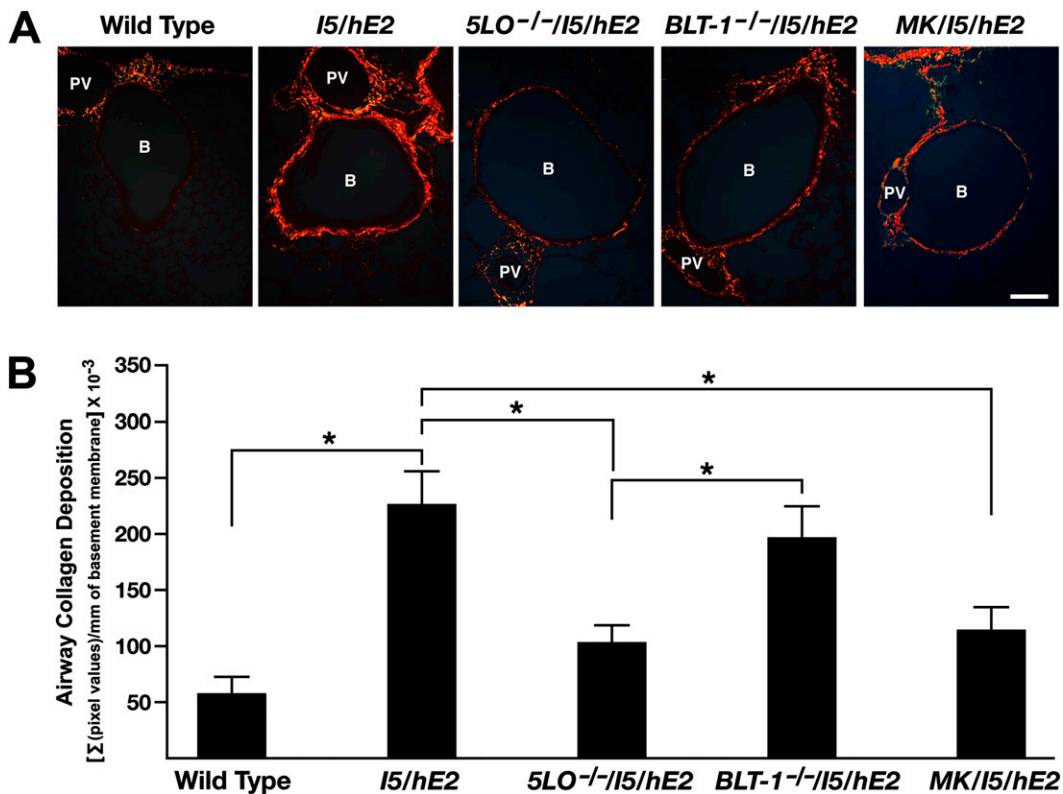 A
Wild Type I5/hE2 5LO−/−/I5/hE2 BLT-1−/−/I5/hE2 MK/I5/hE2
PV B
PV B
B PV
B PV
PV B
B
Airway Collagen Deposition
[Σ(pixel values)/mm of basement membrane] X 10-3
350
300
250
200
150
100
50
*
*
*
*
Wild Type I5/hE2 5LO−/−/I5/hE2 BLT-1−/−/I5/hE2 MK/I5/hE2